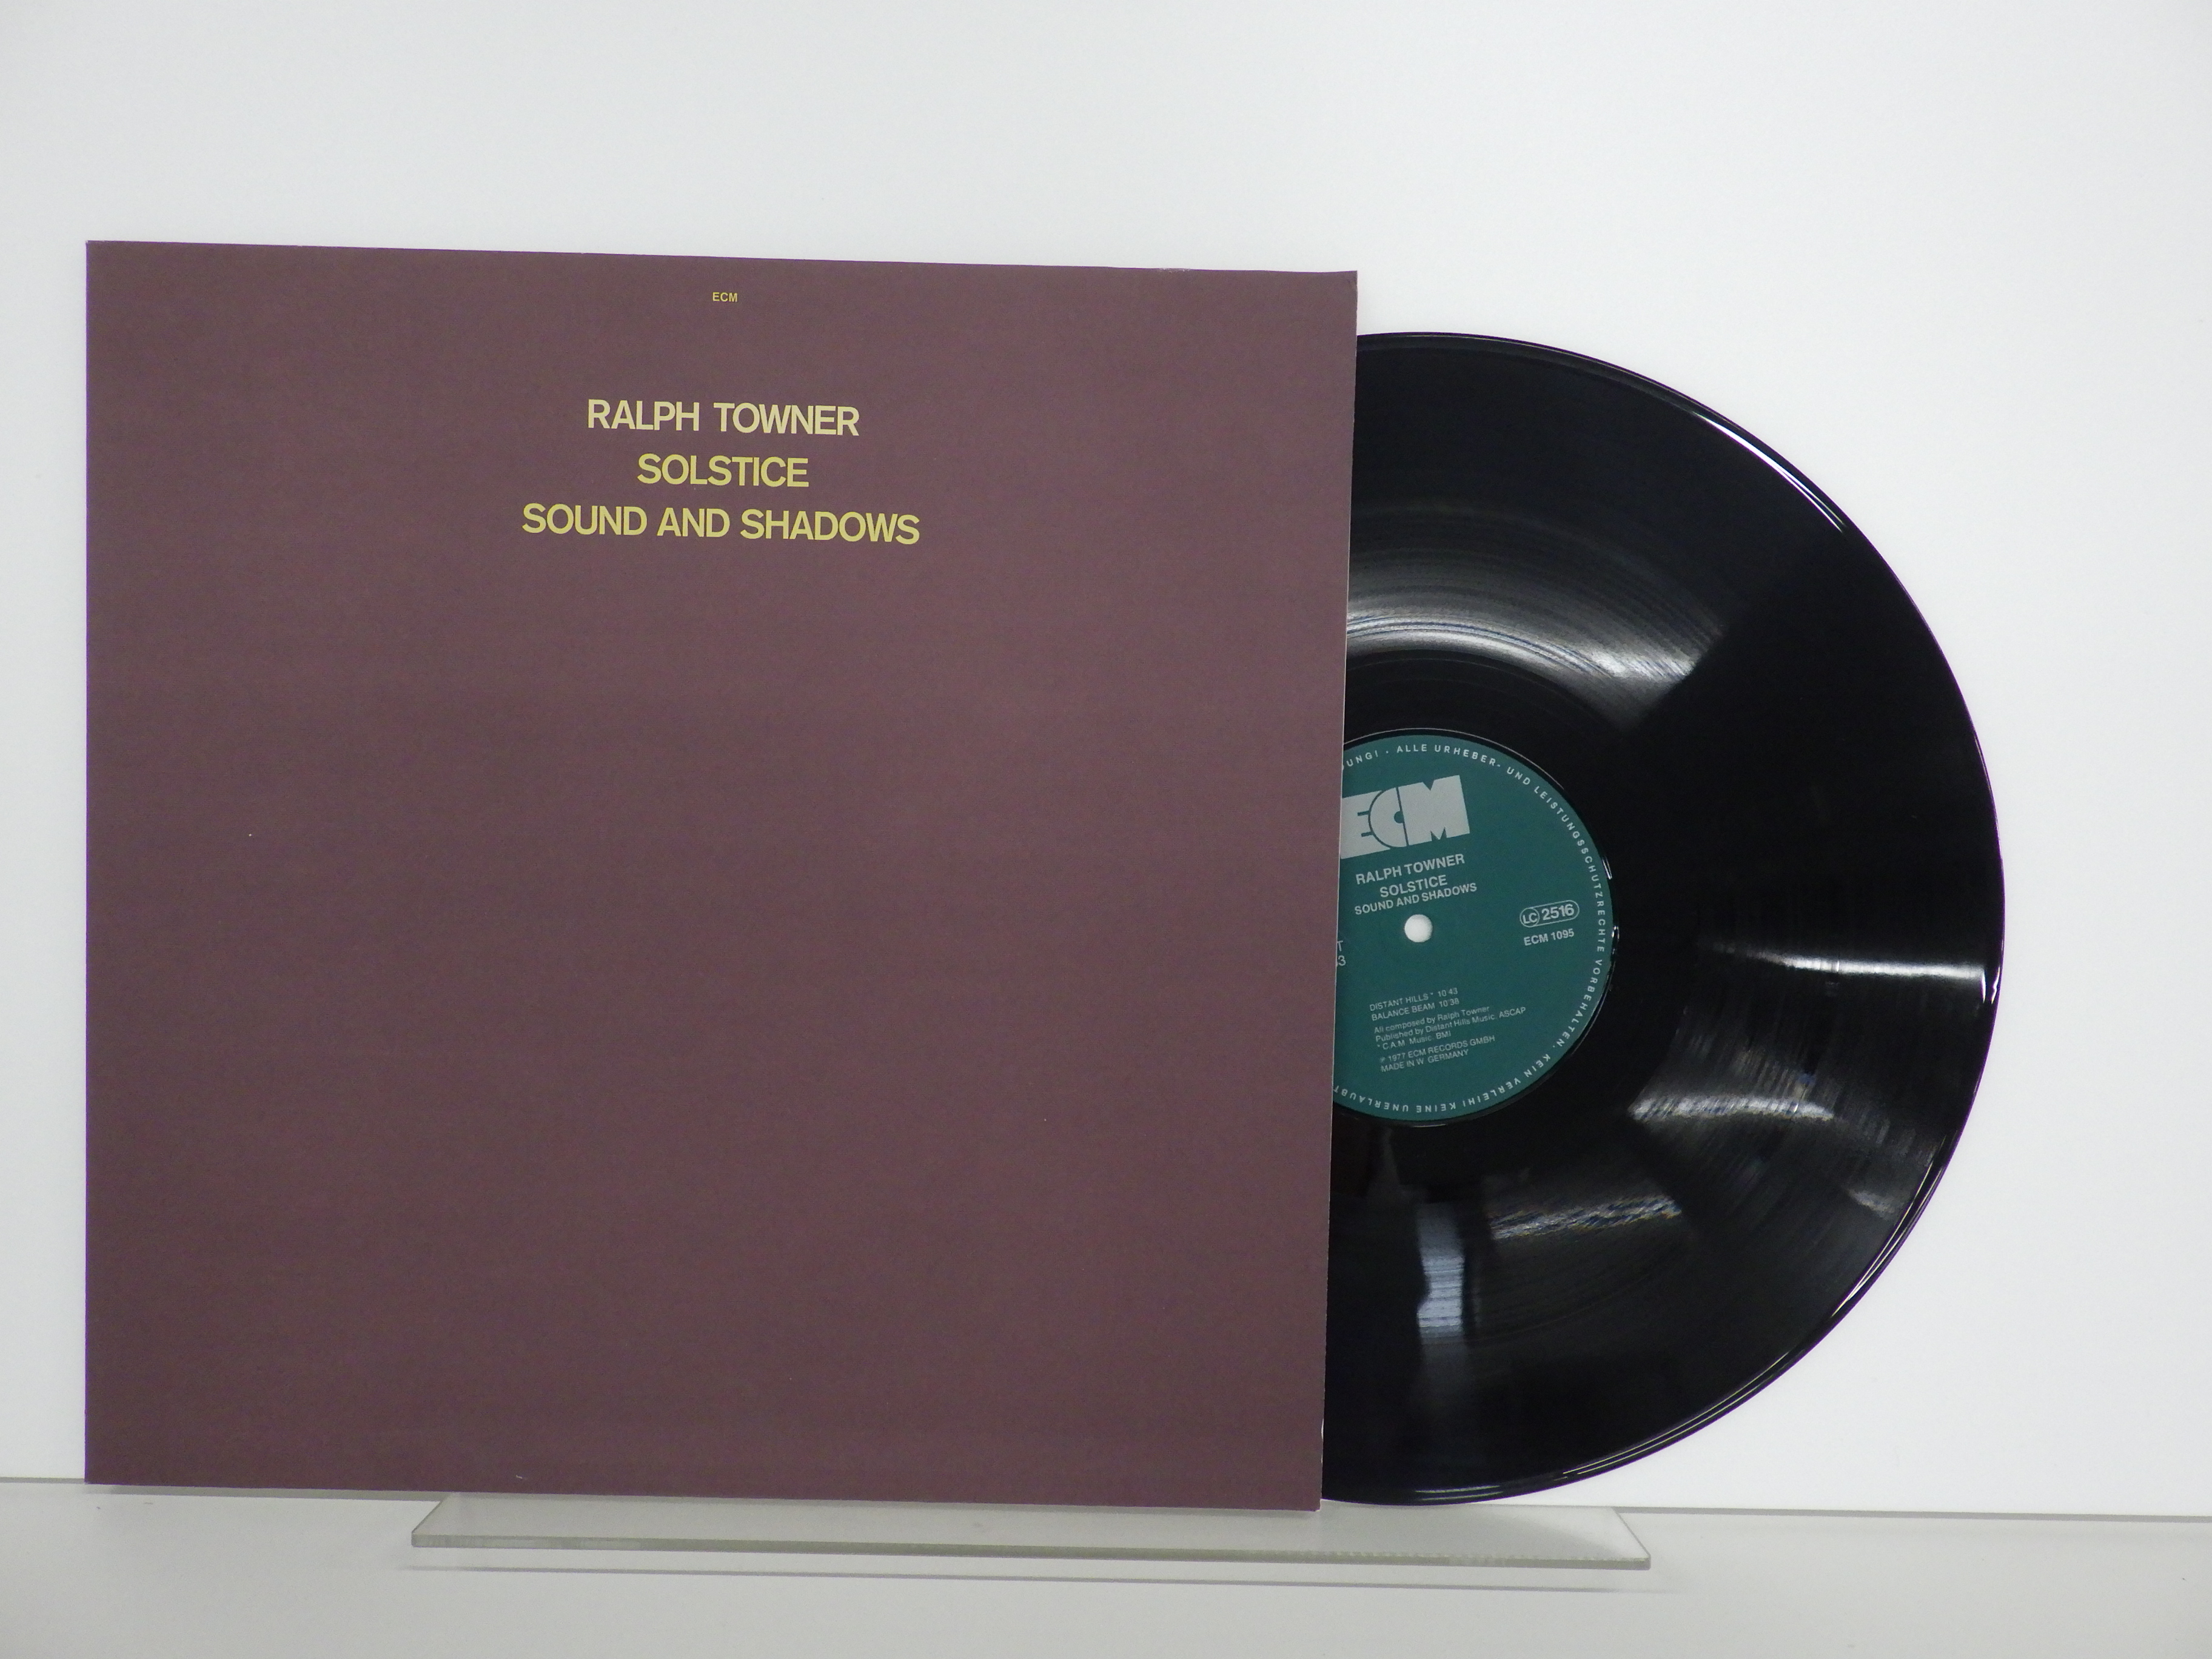 ECM
RALPH TOWNER
SOLSTICE
SOUND AND SHADOWS
ALLE URHEBER- UND LEISTUNGSSCHUTZRECHTE VORBEHALTEN. KEIN VERLEIH! KEINE UNERLAUBT
ECM
RALPH TOWNER
SOLSTICE
SOUND AND SHADOWS
LC 2516
ECM 1095
DISTANT HILLS * 10'43
BALANCE BEAM 10'38
All composed by Ralph Towner
Published by Distant Hills Music, ASCAP
* C.A.M. Music, BMI
℗ 1977 ECM RECORDS GMBH
MADE IN W. GERMANY